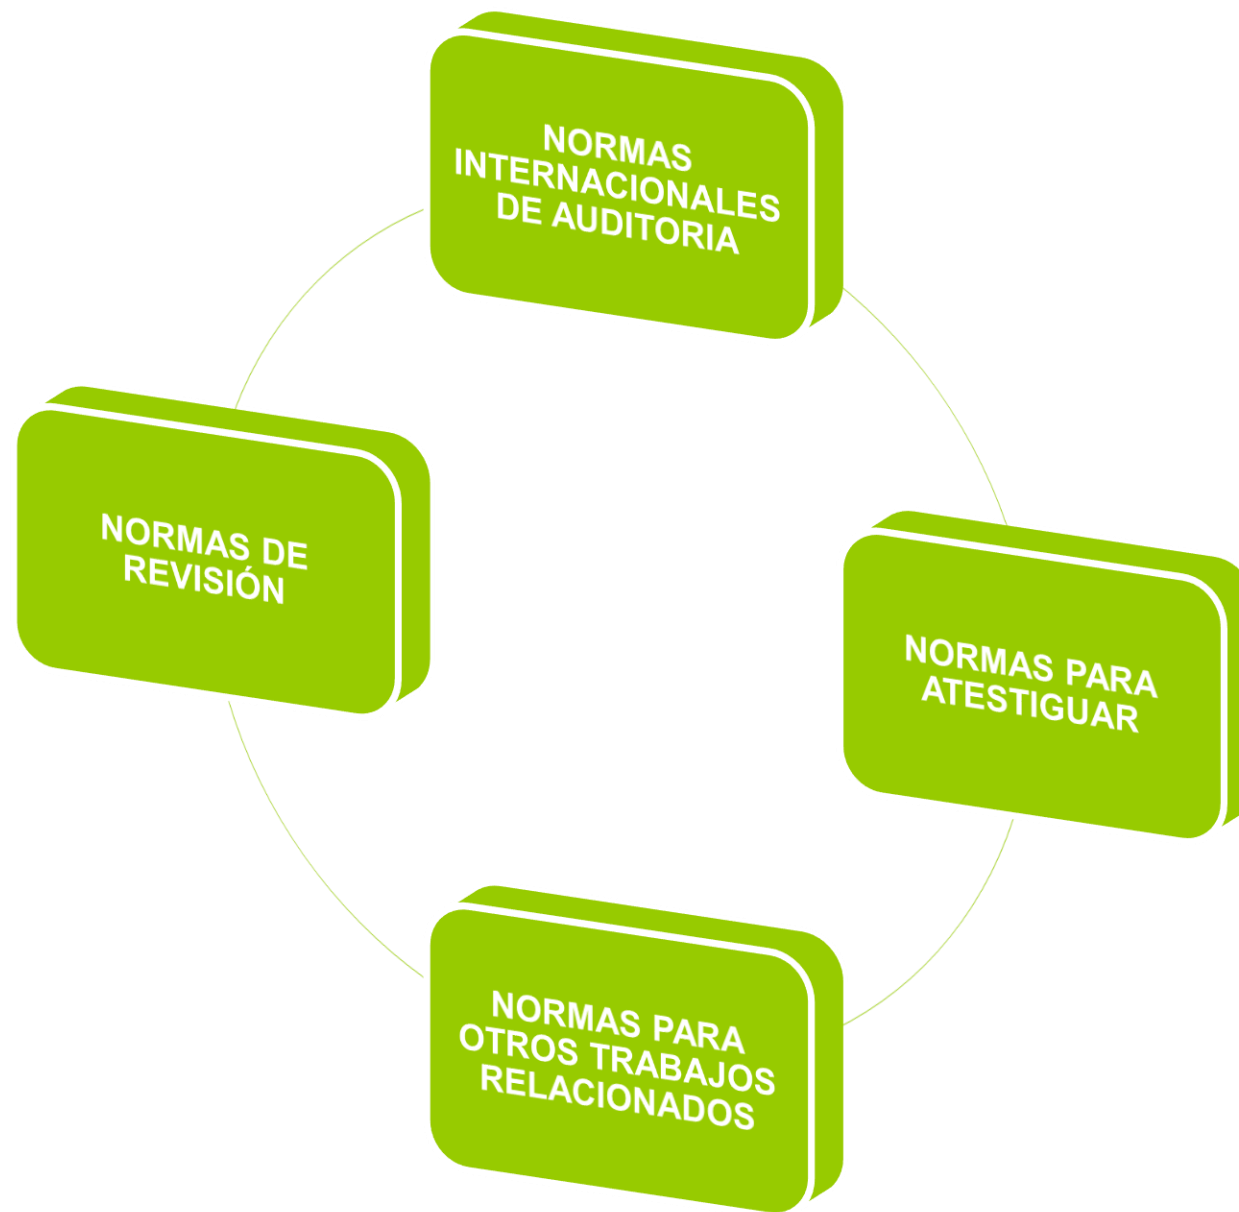 NORMAS
INTERNACIONALES
DE AUDITORIA
NORMAS DE
REVISIÓN
NORMAS PARA
ATESTIGUAR
NORMAS PARA
OTROS TRABAJOS
RELACIONADOS